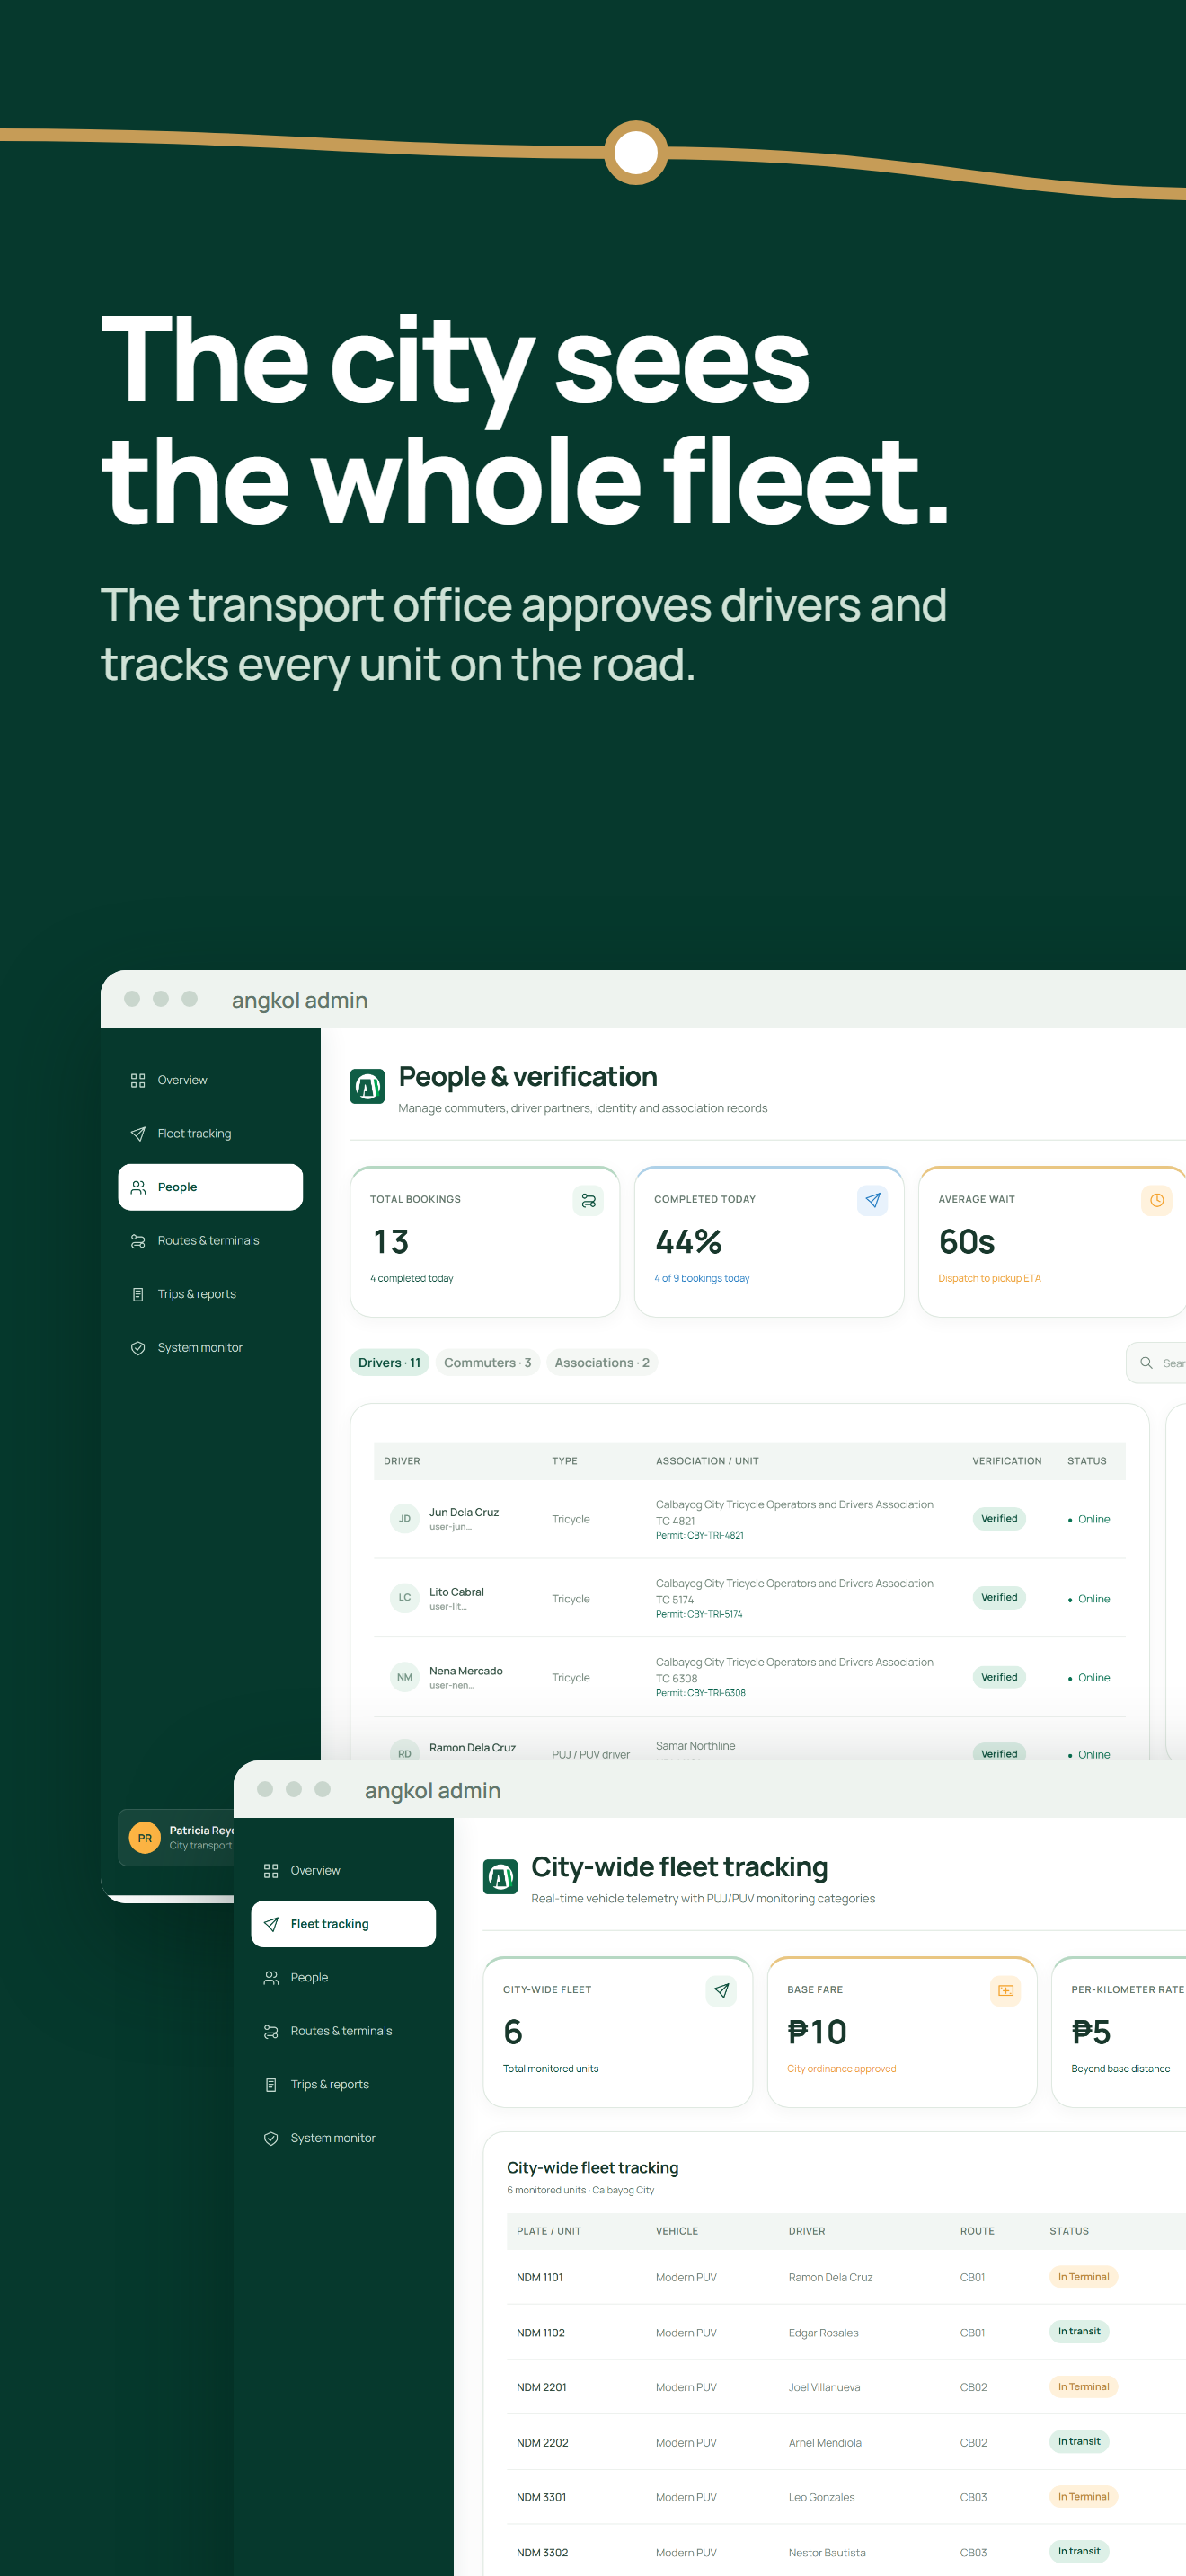 The city sees
the whole fleet.
The transport office approves drivers and
tracks every unit on the road.
angkol admin
Overview
Fleet tracking
People
Routes & terminals
Trips & reports
System monitor
People & verification
Manage commuters, driver partners, identity and association records
TOTAL BOOKINGS
13
4 completed today
COMPLETED TODAY
44%
4 of 9 bookings today
AVERAGE WAIT
60s
Dispatch to pickup ETA
Drivers · 11
Commuters · 3
Associations · 2
DRIVER TYPE ASSOCIATION / UNIT VERIFICATION STATUS
JD Jun Dela Cruz
user-jun...
Tricycle
Calbayog City Tricycle Operators and Drivers Association
TC 4821
Permit: CBY-TRI-4821
Verified
Online
LC Lito Cabral
user-lit...
Tricycle
Calbayog City Tricycle Operators and Drivers Association
TC 5174
Permit: CBY-TRI-5174
Verified
Online
NM Nena Mercado
user-nen...
Tricycle
Calbayog City Tricycle Operators and Drivers Association
TC 6308
Permit: CBY-TRI-6308
Verified
Online
RD Ramon Dela Cruz
PUJ / PUV driver
Samar Northline
Verified
Online
PR Patricia
City transport
angkol admin
Overview
Fleet tracking
People
Routes & terminals
Trips & reports
System monitor
City-wide fleet tracking
Real-time vehicle telemetry with PUJ/PUV monitoring categories
CITY-WIDE FLEET
6
Total monitored units
BASE FARE
₱10
City ordinance approved
PER-KILOMETER RATE
₱5
Beyond base distance
City-wide fleet tracking
6 monitored units · Calbayog City
PLATE / UNIT VEHICLE DRIVER ROUTE STATUS
NDM 1101 Modern PUV Ramon Dela Cruz CB01 In Terminal
NDM 1102 Modern PUV Edgar Rosales CB01 In transit
NDM 2201 Modern PUV Joel Villanueva CB02 In Terminal
NDM 2202 Modern PUV Arnel Mendiola CB02 In transit
NDM 3301 Modern PUV Leo Gonzales CB03 In Terminal
NDM 3302 Modern PUV Nestor Bautista CB03 In transit